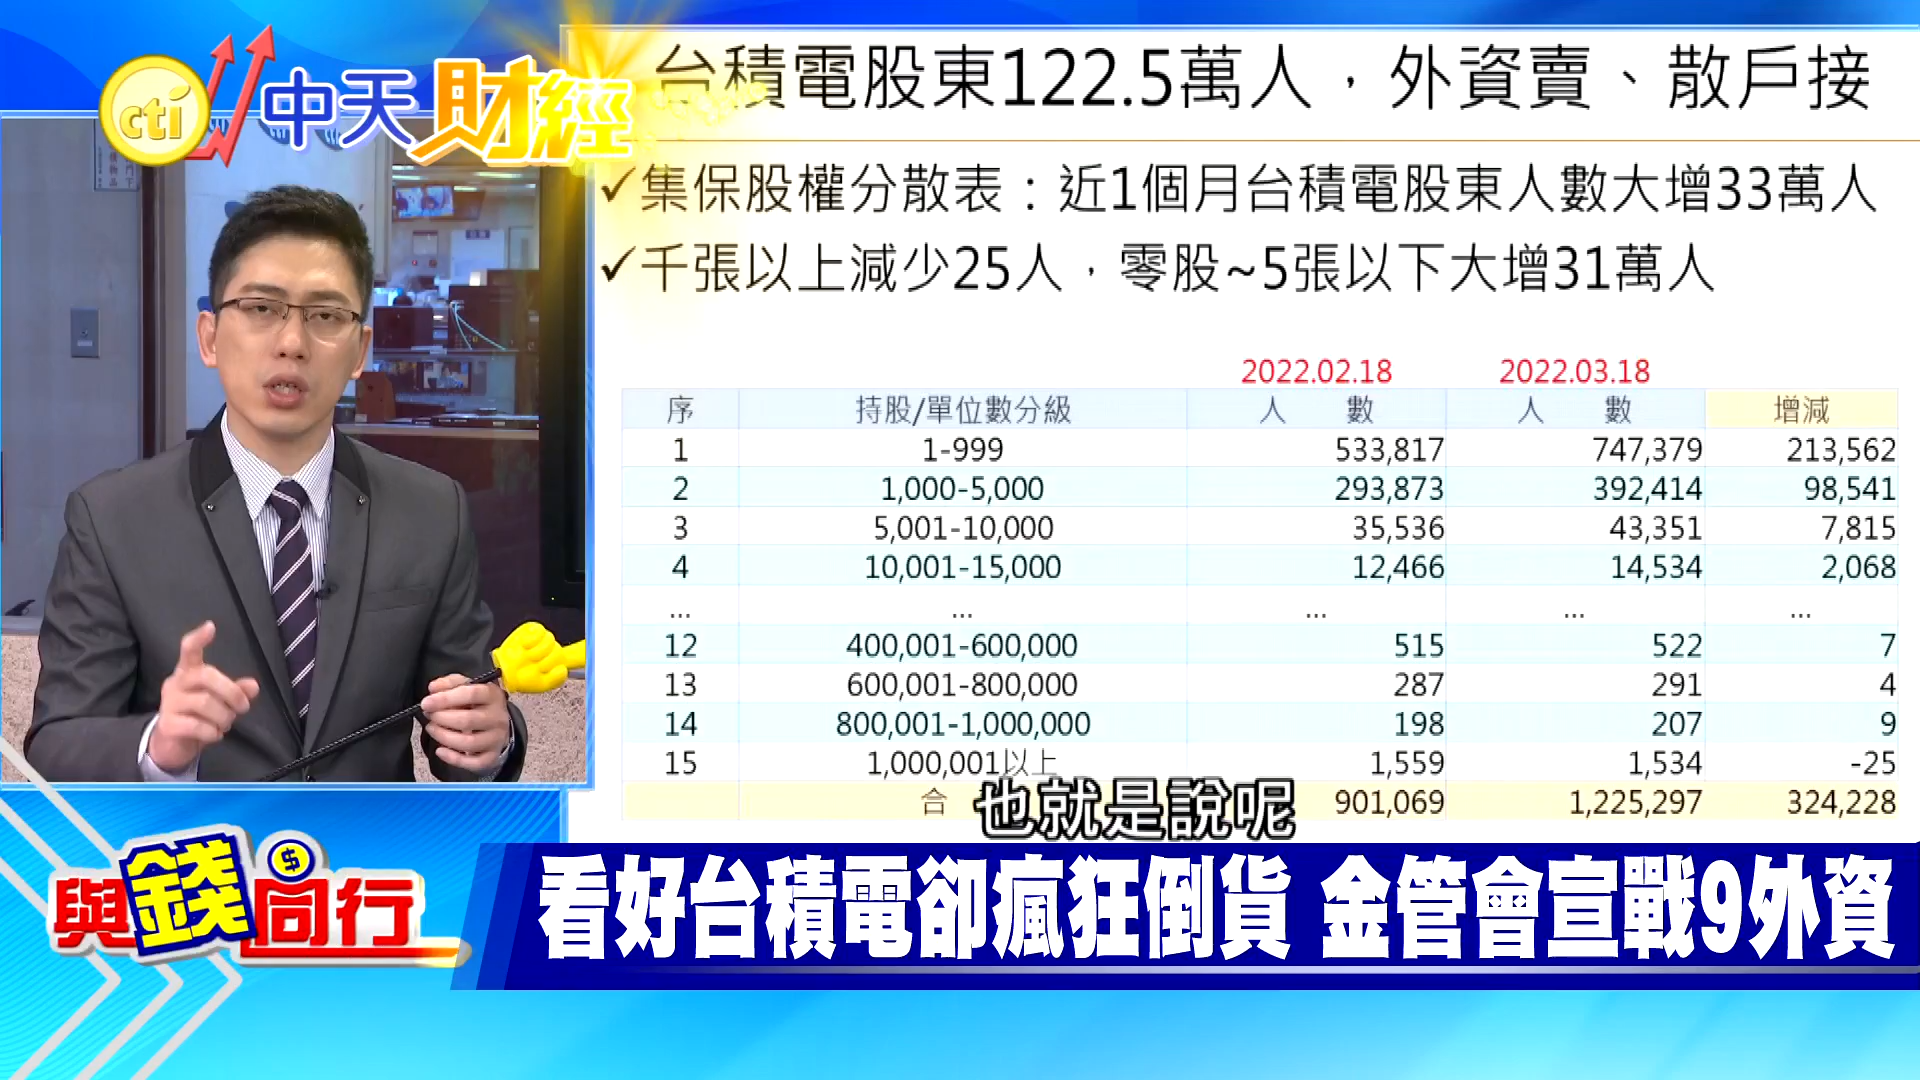 cti 中天財經
台積電股東122.5萬人，外資賣、散戶接
✓集保股權分散表：近1個月台積電股東人數大增33萬人
✓千張以上減少25人，零股~5張以下大增31萬人
2022.02.18 2022.03.18
序 持股/單位數分級 人 數 人 數 增減
1 1-999 533,817 747,379 213,562
2 1,000-5,000 293,873 392,414 98,541
3 5,001-10,000 35,536 43,351 7,815
4 10,001-15,000 12,466 14,534 2,068
... ... ... ... ...
12 400,001-600,000 515 522 7
13 600,001-800,000 287 291 4
14 800,001-1,000,000 198 207 9
15 1,000,001以上 1,559 1,534 -25
合 901,069 1,225,297 324,228
也就是說呢
與錢同行
看好台積電卻瘋狂倒貨 金管會宣戰9外資